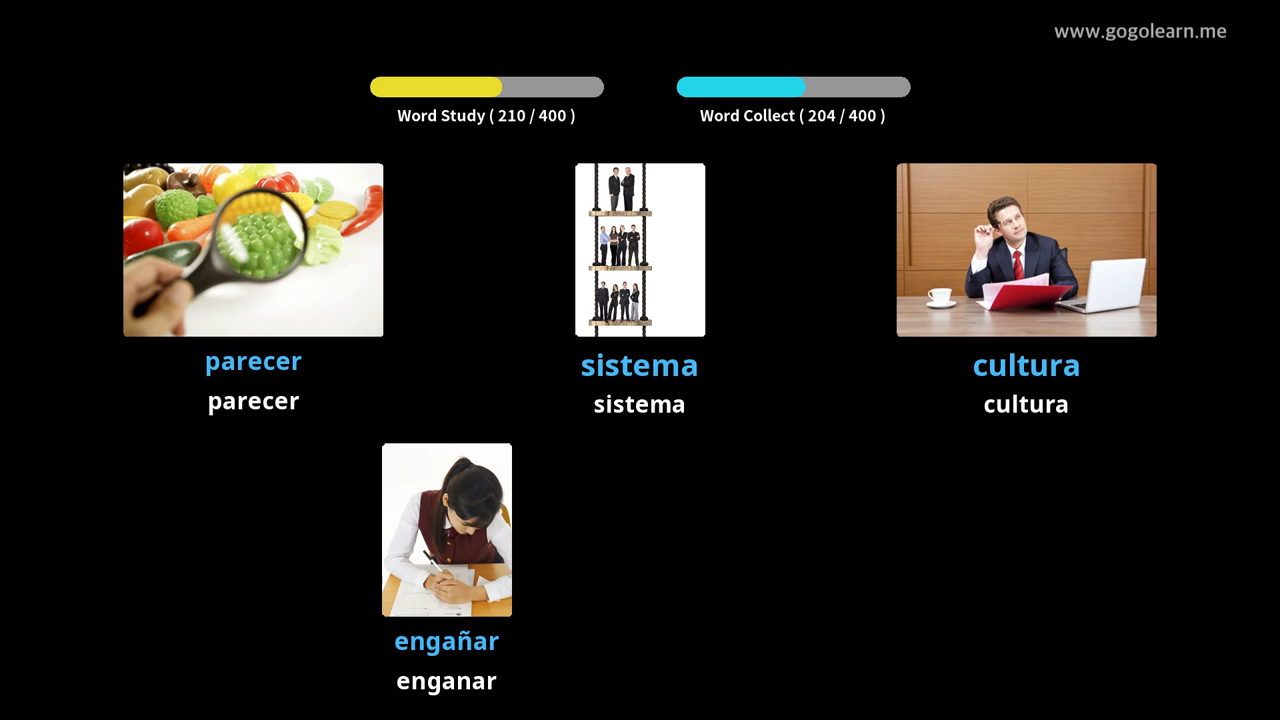 www.gogolearn.me
Word Study ( 210 / 400 )
Word Collect ( 204 / 400 )
parecer
parecer
sistema
sistema
cultura
cultura
engañar
enganar